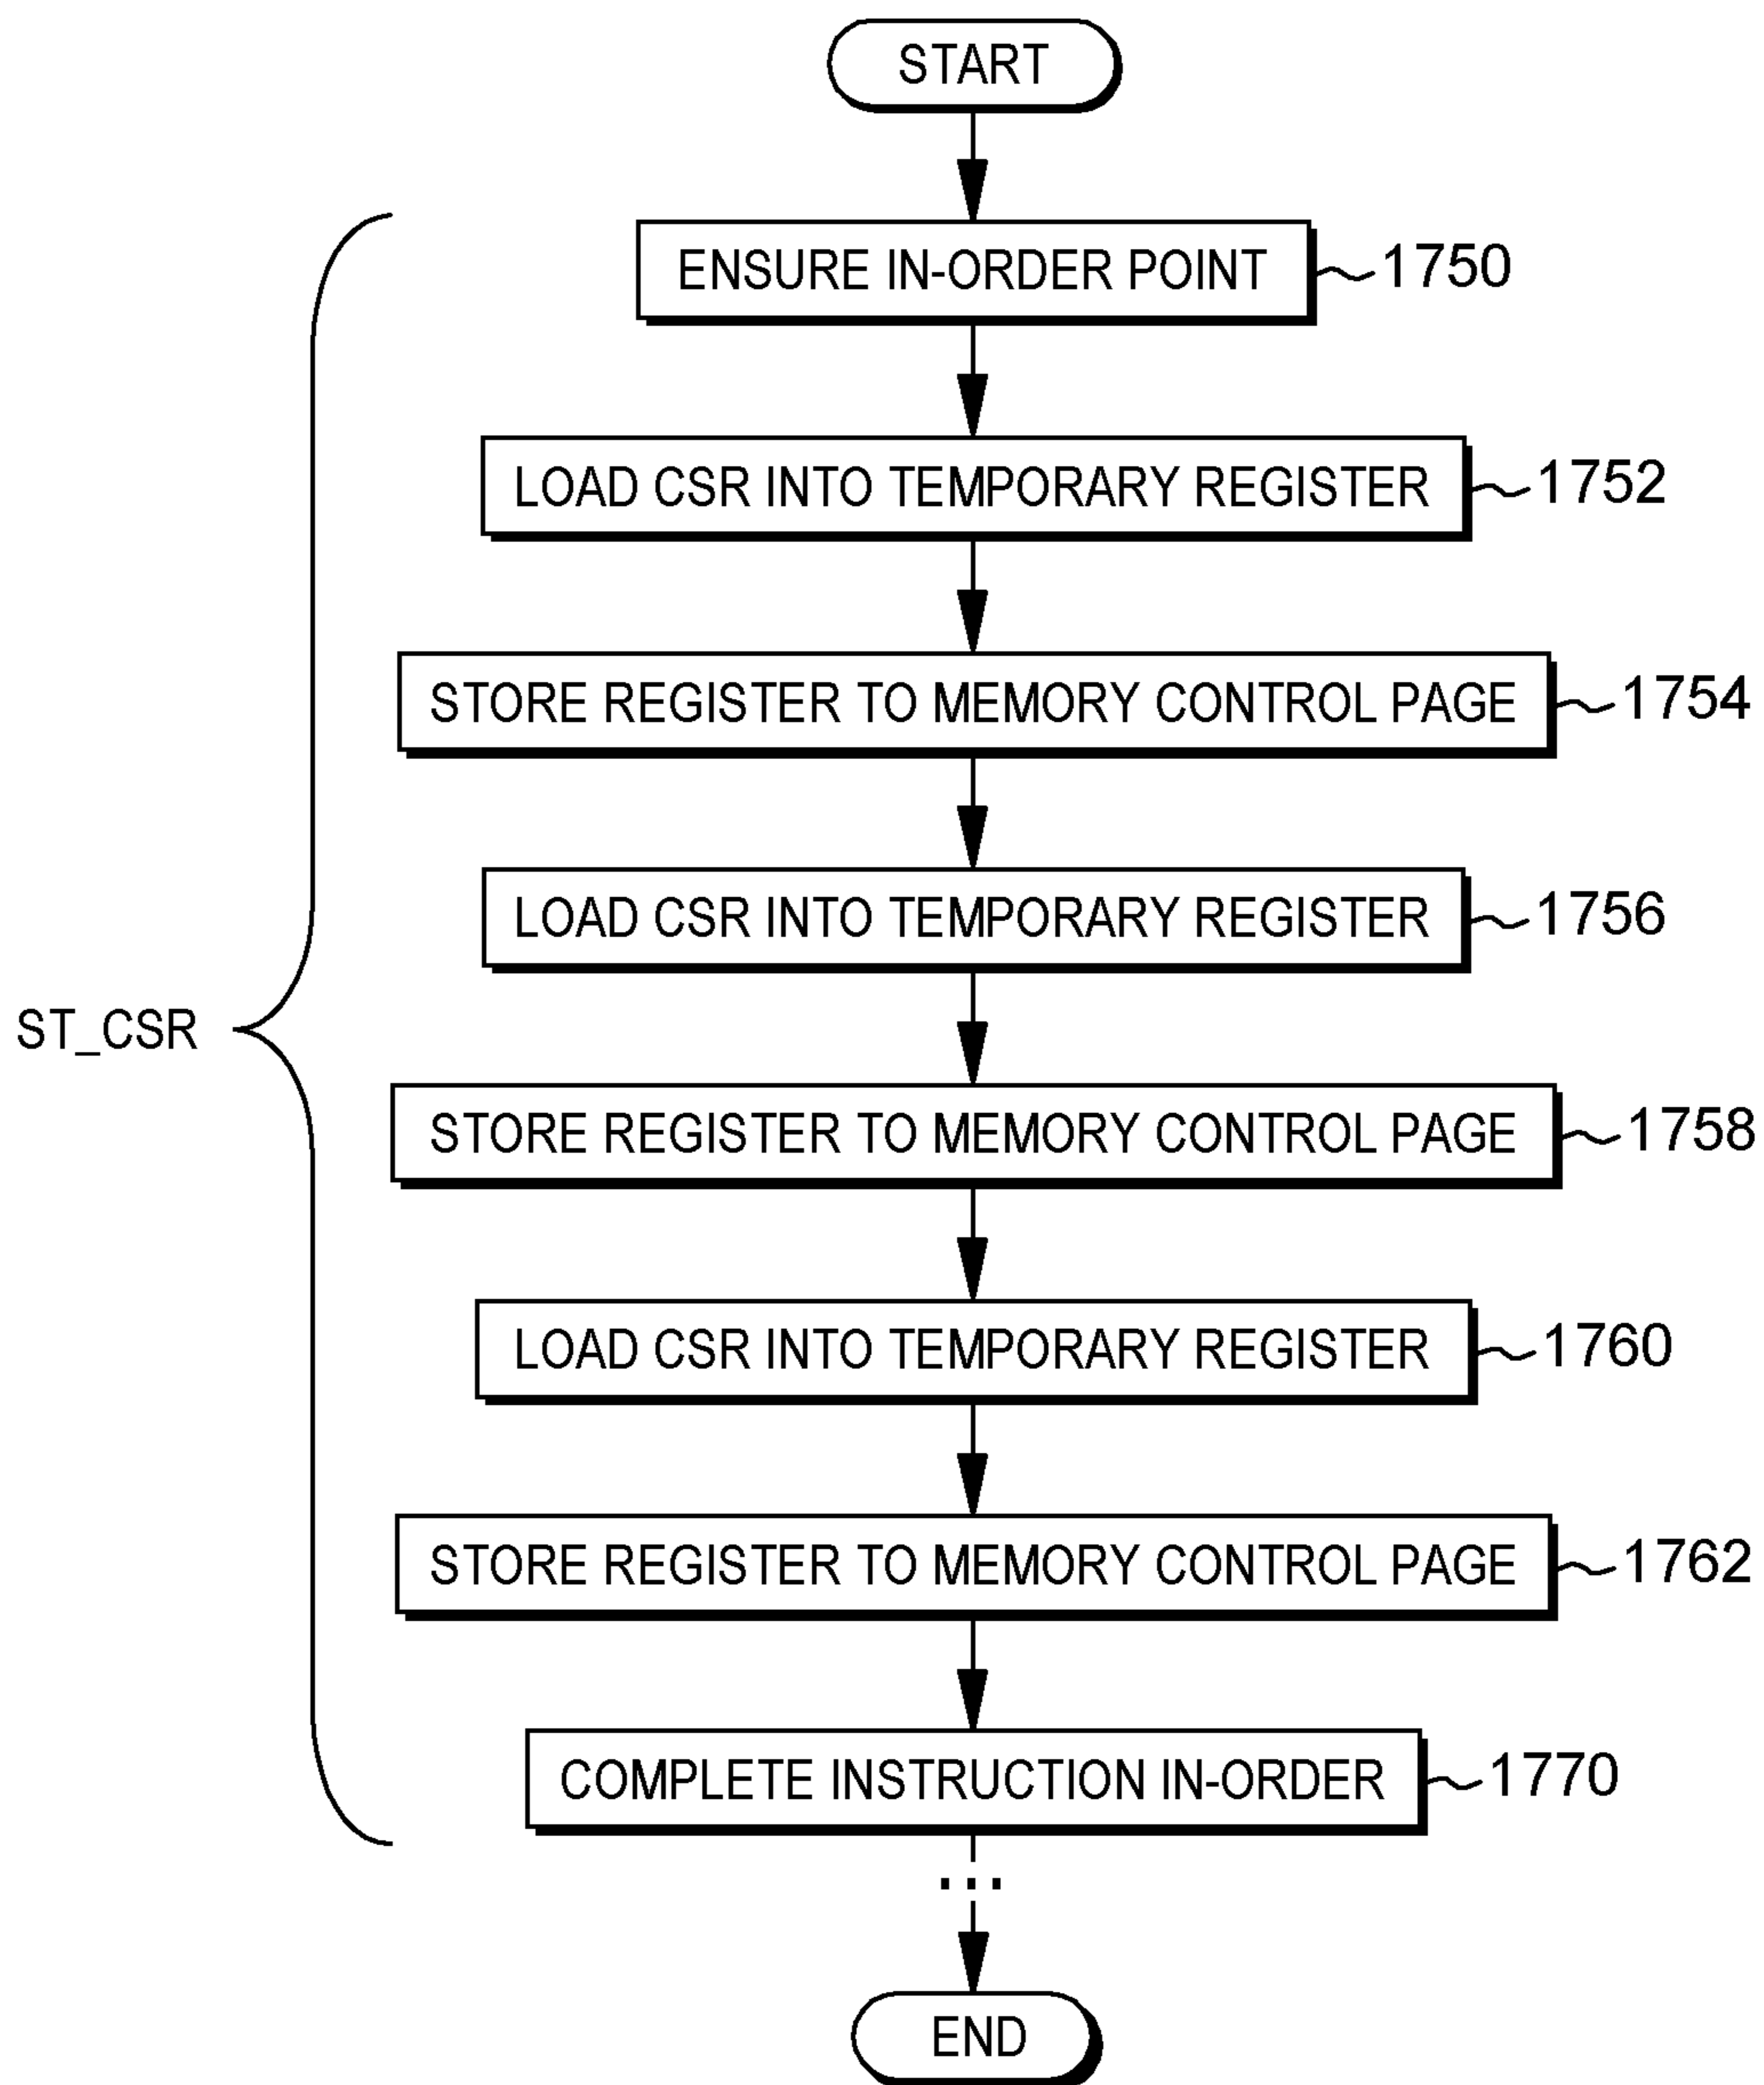 START
ENSURE IN-ORDER POINT 1750
LOAD CSR INTO TEMPORARY REGISTER 1752
STORE REGISTER TO MEMORY CONTROL PAGE 1754
LOAD CSR INTO TEMPORARY REGISTER 1756
ST_CSR
STORE REGISTER TO MEMORY CONTROL PAGE 1758
LOAD CSR INTO TEMPORARY REGISTER 1760
STORE REGISTER TO MEMORY CONTROL PAGE 1762
COMPLETE INSTRUCTION IN-ORDER 1770
...
END